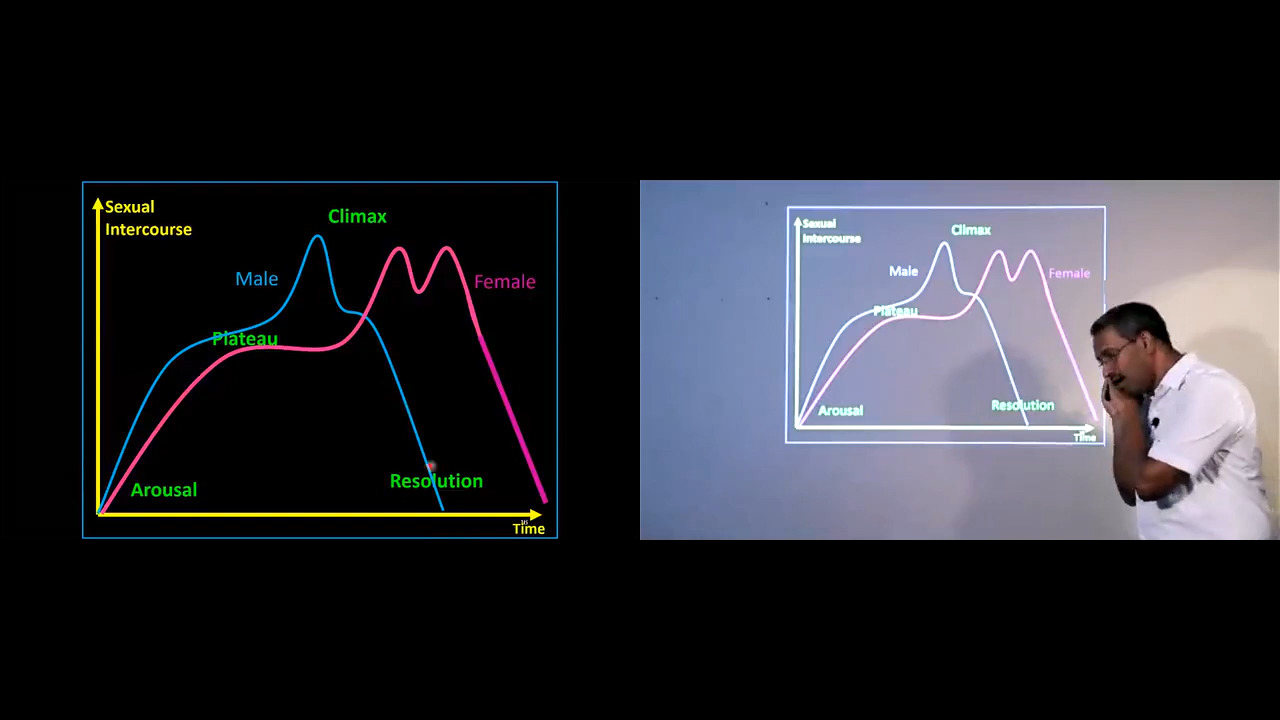 Sexual
Intercourse
Climax
Male
Female
Plateau
Arousal
Resolution
Time
Sexual
Intercourse
Climax
Male
Female
Plateau
Arousal
Resolution
Time